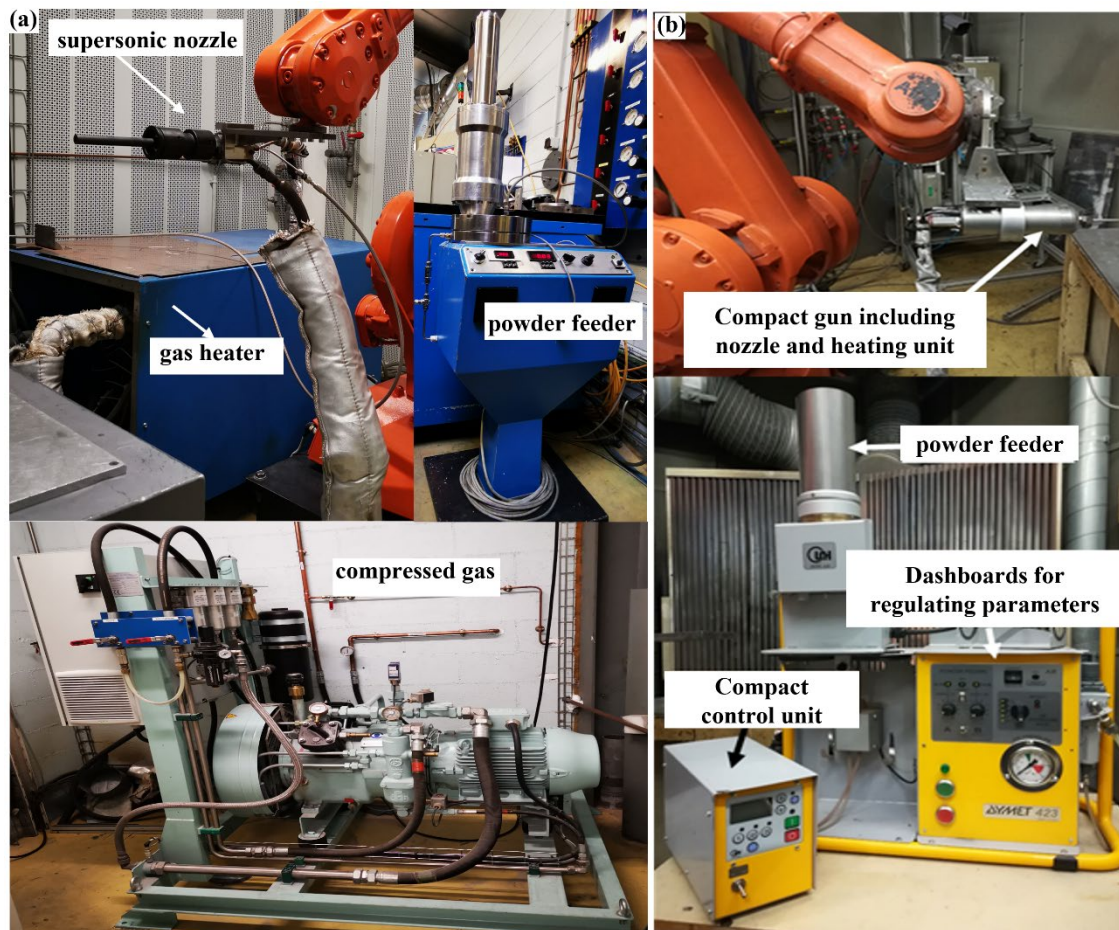 (a)
supersonic nozzle
gas heater
powder feeder
compressed gas
(b)
Compact gun including
nozzle and heating unit
powder feeder
Dashboards for
regulating parameters
Compact
control unit
DYMET 423